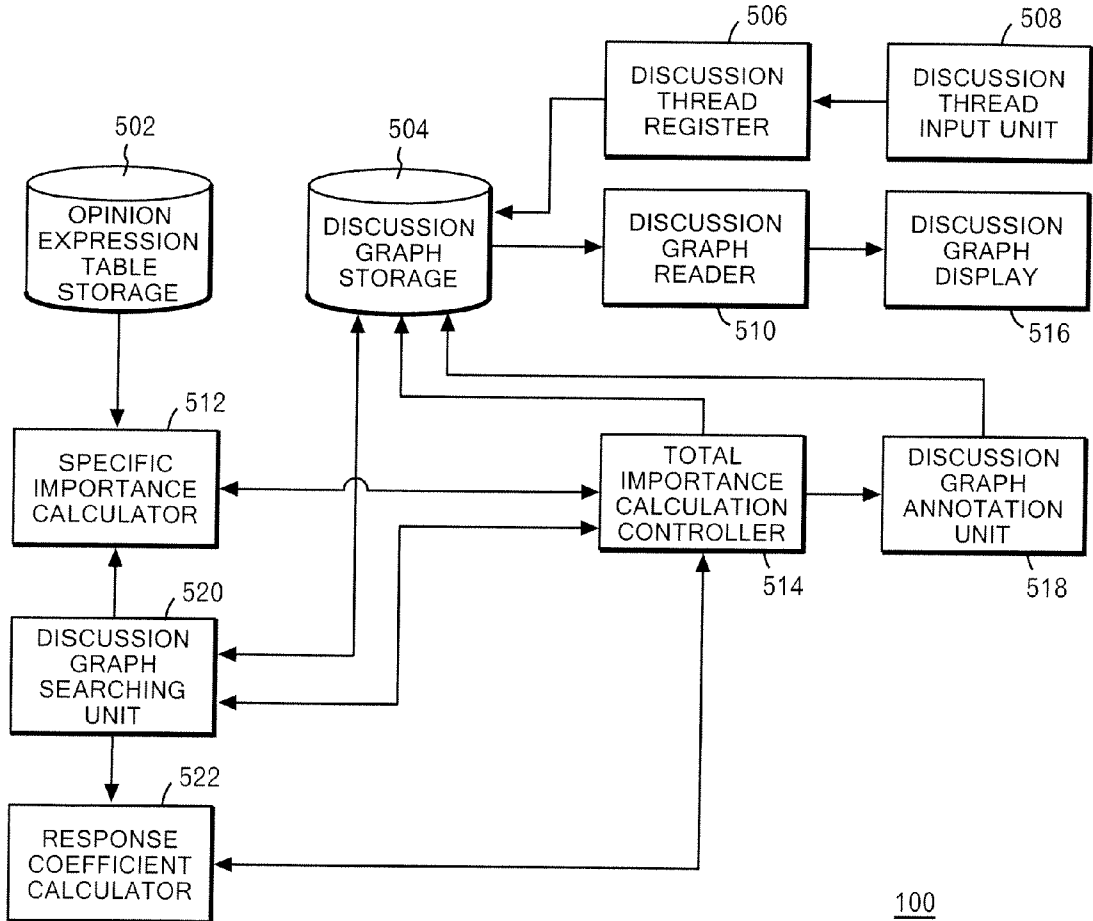 506
508
DISCUSSION
THREAD
REGISTER
DISCUSSION
THREAD
INPUT UNIT
502
504
OPINION
EXPRESSION
TABLE
STORAGE
DISCUSSION
GRAPH
STORAGE
DISCUSSION
GRAPH
READER
DISCUSSION
GRAPH
DISPLAY
510
516
512
SPECIFIC
IMPORTANCE
CALCULATOR
TOTAL
IMPORTANCE
CALCULATION
CONTROLLER
DISCUSSION
GRAPH
ANNOTATION
UNIT
514
518
520
DISCUSSION
GRAPH
SEARCHING
UNIT
522
RESPONSE
COEFFICIENT
CALCULATOR
100